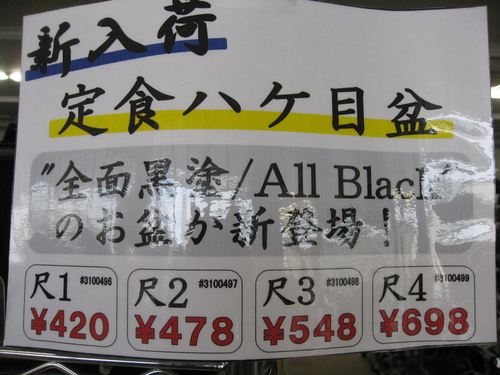 新入荷
定食ハケ目盆
"全面黒塗/All Black"
のお盆が新登場!
尺1 #3100496
¥420
尺2 #3100497
¥478
尺3 #3100498
¥548
尺4 #3100499
¥698